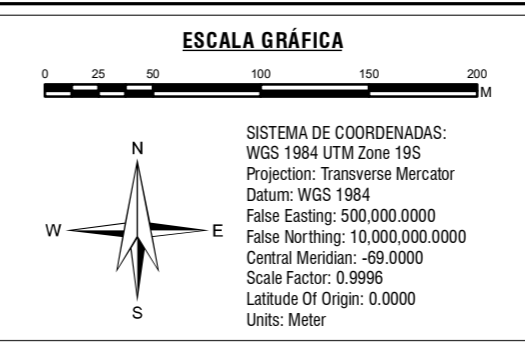 ESCALA GRÁFICA
0 25 50 100 150 200
M
N
W E
S
SISTEMA DE COORDENADAS:
WGS 1984 UTM Zone 19S
Projection: Transverse Mercator
Datum: WGS 1984
False Easting: 500,000.0000
False Northing: 10,000,000.0000
Central Meridian: -69.0000
Scale Factor: 0.9996
Latitude Of Origin: 0.0000
Units: Meter